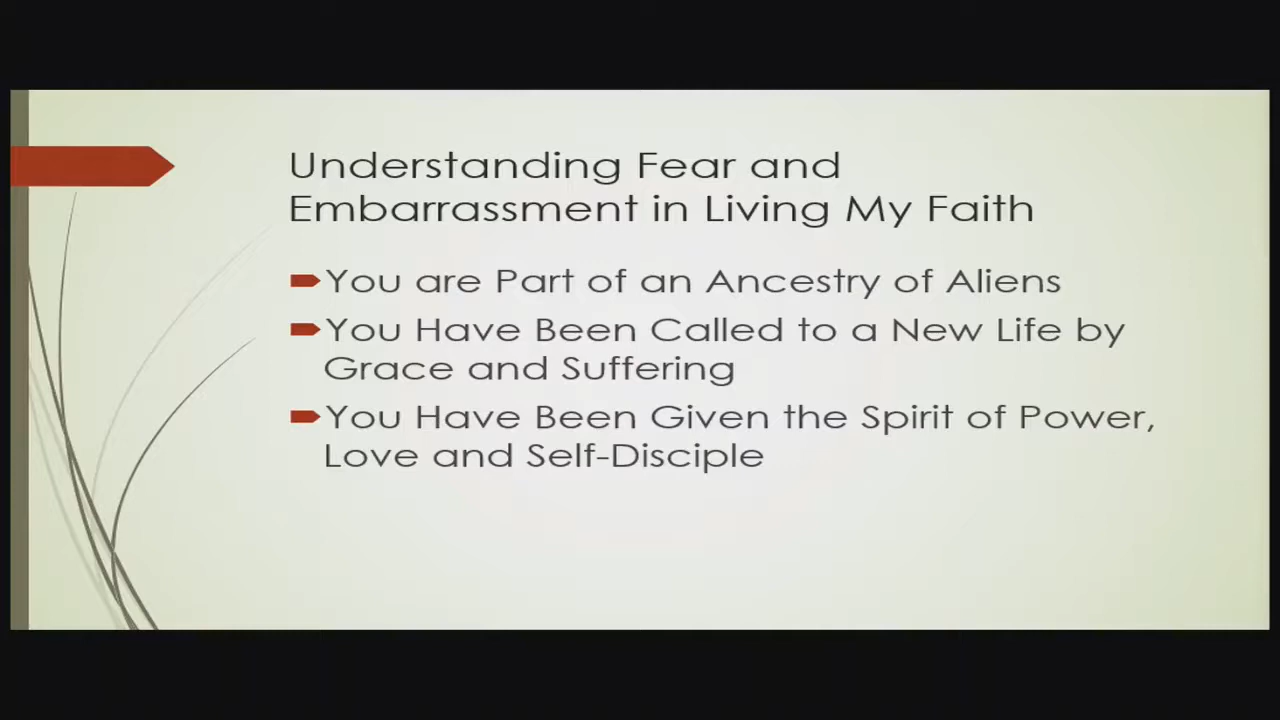 Understanding Fear and
Embarrassment in Living My Faith
You are Part of an Ancestry of Aliens
You Have Been Called to a New Life by
Grace and Suffering
You Have Been Given the Spirit of Power,
Love and Self-Disciple